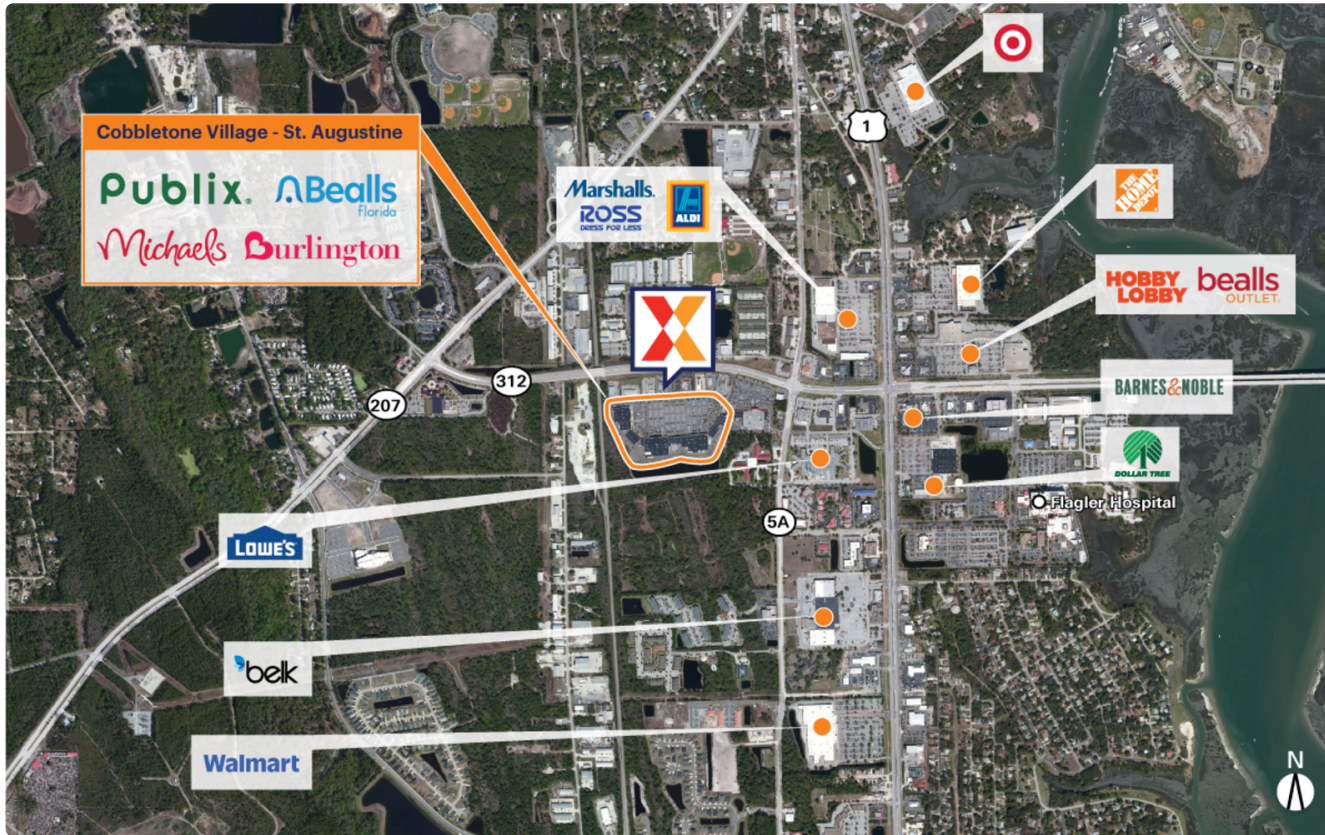 Cobbletone Village - St. Augustine
Publix.
Bealls
Florida
Michaels
Burlington
1
Marshalls.
ROSS
DRESS FOR LESS
ALDI
THE
HOME
DEPOT
HOBBY
LOBBY
bealls
OUTLET
312
207
BARNES&NOBLE
DOLLAR TREE
Flagler Hospital
5A
LOWE'S
belk
Walmart
N